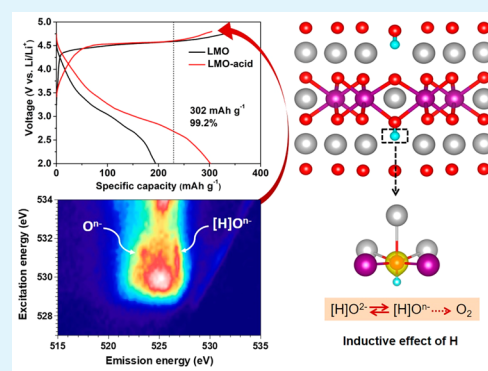 5.0
4.5
4.0
3.5
3.0
2.5
2.0
Voltage (V vs. Li/Li⁺)
LMO
LMO-acid
302 mAh g⁻¹
99.2%
0 100 200 300 400
Specific capacity (mAh g⁻¹)
534
532
530
528
Excitation energy (eV)
Oⁿ⁻
[H]Oⁿ⁻
515 520 525 530 535
Emission energy (eV)
[H]O²⁻ ⇌ [H]Oⁿ⁻ ⇢ O₂
Inductive effect of H